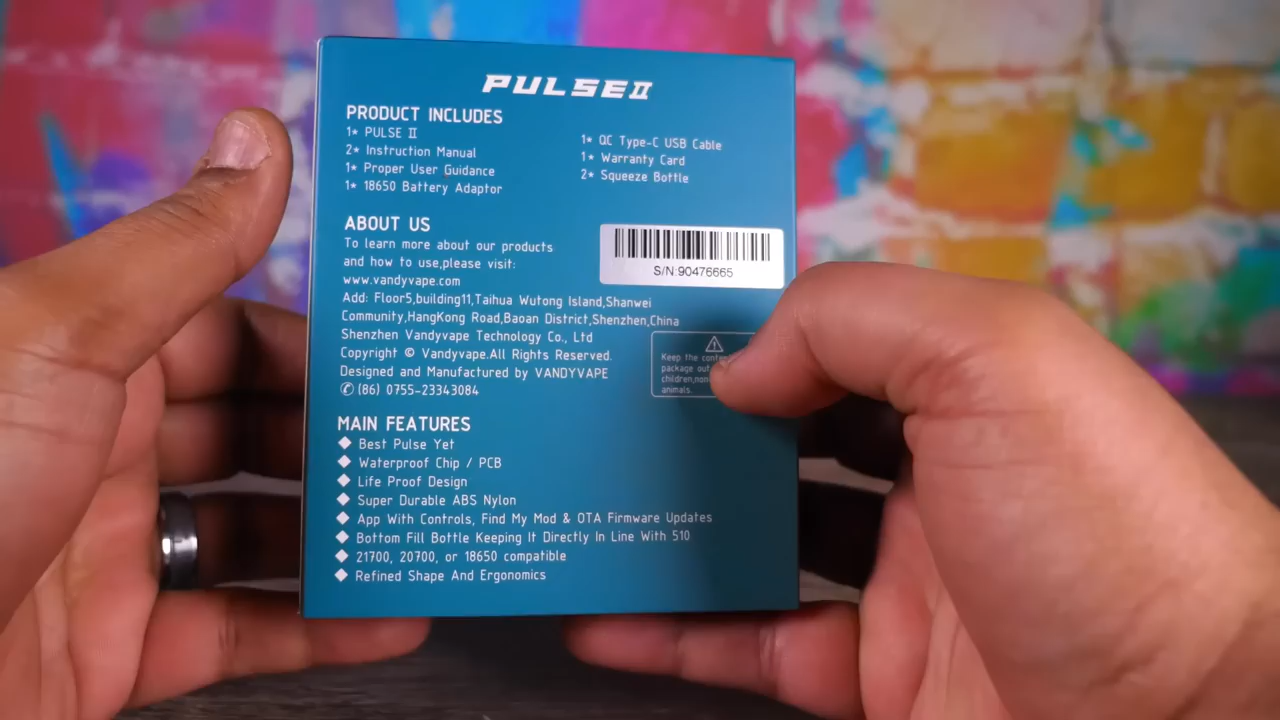 PULSE II
PRODUCT INCLUDES
1* PULSE II
2* Instruction Manual
1* Proper User Guidance
1* 18650 Battery Adaptor
1* QC Type-C USB Cable
1* Warranty Card
2* Squeeze Bottle
ABOUT US
To learn more about our products
and how to use,please visit:
www.vandyvape.com
Add: Floor5,building11,Taihua Wutong Island,Shanwei
Community,HangKong Road,Baoan District,Shenzhen,China
Shenzhen Vandyvape Technology Co., Ltd
Copyright © Vandyvape.All Rights Reserved.
Designed and Manufactured by VANDYVAPE
✆ (86) 0755-23343084
S/N:90476665
Keep the
package
children,
animals.
MAIN FEATURES
◆ Best Pulse Yet
◆ Waterproof Chip / PCB
◆ Life Proof Design
◆ Super Durable ABS Nylon
◆ App With Controls, Find My Mod & OTA Firmware Updates
◆ Bottom Fill Bottle Keeping It Directly In Line With 510
◆ 21700, 20700, or 18650 compatible
◆ Refined Shape And Ergonomics